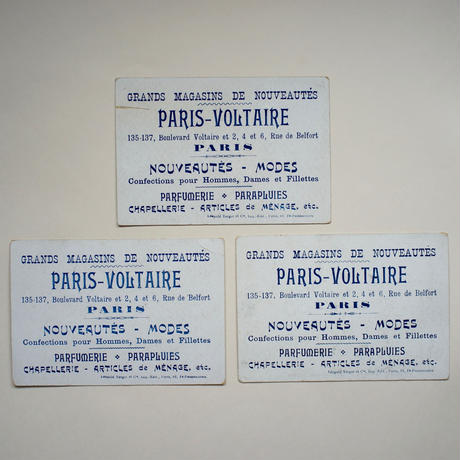 GRANDS MAGASINS DE NOUVEAUTÉS
PARIS-VOLTAIRE
135-137, Boulevard Voltaire et 2, 4 et 6, Rue de Belfort
PARIS
NOUVEAUTÉS - MODES
Confections pour Hommes, Dames et Fillettes
PARFUMERIE ❖ PARAPLUIES
CHAPELLERIE - ARTICLES DE MÉNAGE, etc.
GRANDS MAGASINS DE NOUVEAUTÉS
PARIS-VOLTAIRE
135-137, Boulevard Voltaire et 2, 4 et 6, Rue de Belfort
PARIS
NOUVEAUTÉS - MODES
Confections pour Hommes, Dames et Fillettes
PARFUMERIE ❖ PARAPLUIES
CHAPELLERIE - ARTICLES DE MÉNAGE, etc.
GRANDS MAGASINS DE NOUVEAUTÉS
PARIS-VOLTAIRE
135-137, Boulevard Voltaire et 2, 4 et 6, Rue de Belfort
PARIS
NOUVEAUTÉS - MODES
Confections pour Hommes, Dames et Fillettes
PARFUMERIE ❖ PARAPLUIES
CHAPELLERIE - ARTICLES DE MÉNAGE, etc.